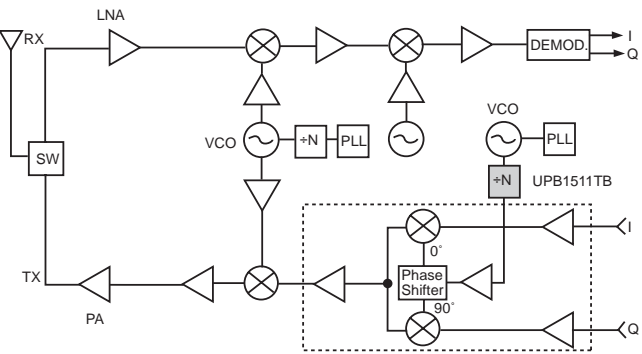 LNA
RX
I
DEMOD.
Q
VCO
÷N
PLL
VCO
PLL
SW
÷N
UPB1511TB
I
0°
TX
Phase
Shifter
90°
PA
Q